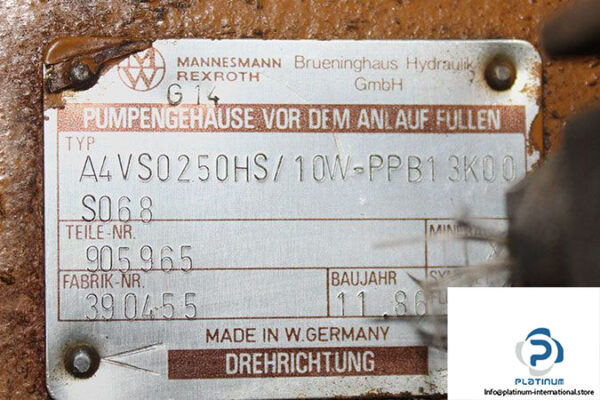 MANNESMANN
REXROTH
Brueninghaus Hydraulik
GmbH
G 14
PUMPENGEHÄUSE VOR DEM ANLAUF FÜLLEN
TYP
A4VSO250HS/10W-PPB13K00
S068
TEILE-NR.
905965
FABRIK-NR.
390455
BAUJAHR
11.86
MADE IN W.GERMANY
DREHRICHTUNG
PLATINUM
info@platinum-international.store